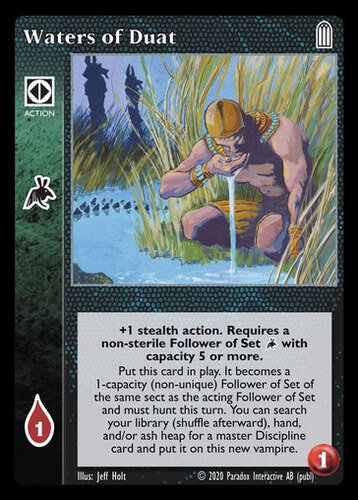 Waters of Duat
ACTION
+1 stealth action. Requires a
non-sterile Follower of Set with
capacity 5 or more.
Put this card in play. It becomes a
1-capacity (non-unique) Follower of Set of
the same sect as the acting Follower of Set
and must hunt this turn. You can search
your library (shuffle afterward), hand,
and/or ash heap for a master Discipline
card and put it on this new vampire.
1
1
Illus: Jeff Holt © 2020 Paradox Interactive AB (publ)